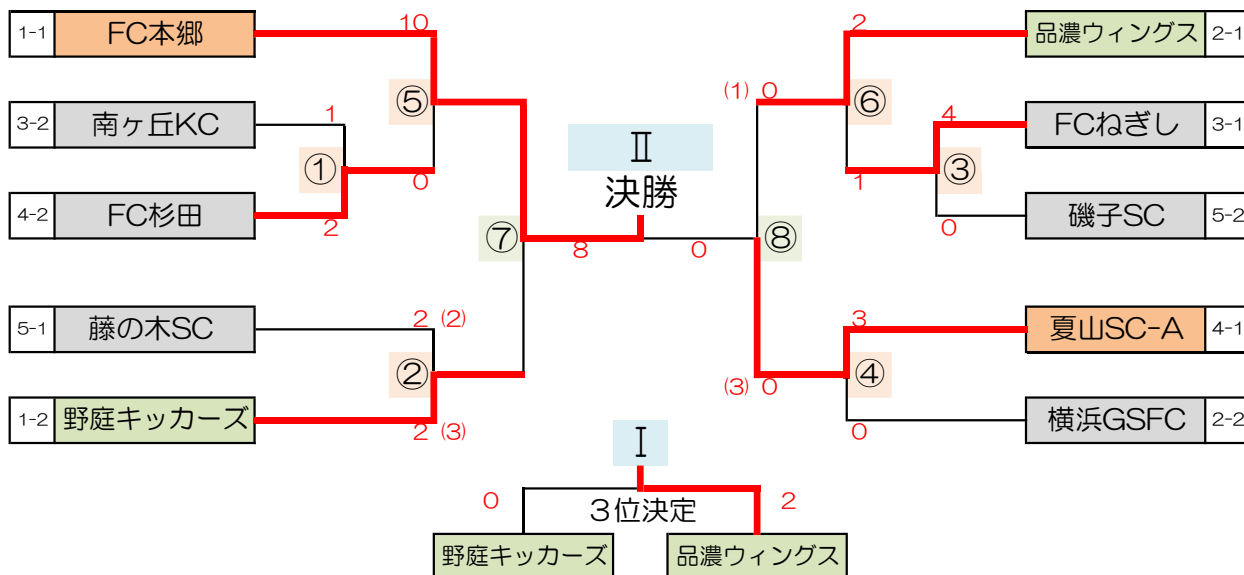 1-1 FC本郷 10
2 品濃ウィングス 2-1
⑤
(1) 0
⑥
3-2 南ヶ丘KC 1
4 FCねぎし 3-1
Ⅱ
①
0
1
③
決勝
4-2 FC杉田 2
0 磯子SC 5-2
⑦
8
0
⑧
5-1 藤の木SC 2 (2)
3 夏山SC-A 4-1
②
(3) 0
④
1-2 野庭キッカーズ 2 (3)
0 横浜GSFC 2-2
Ⅰ
0
3位決定
2
野庭キッカーズ
品濃ウィングス